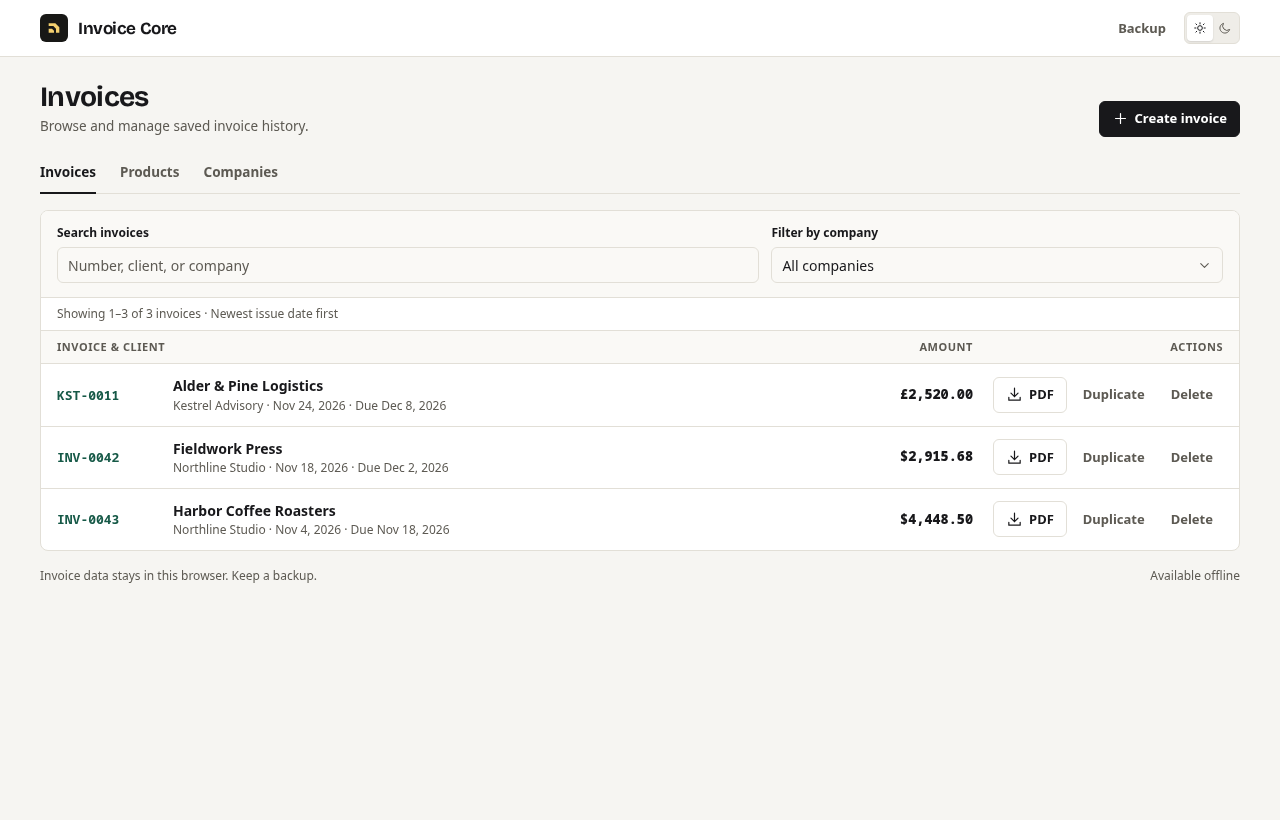 Invoice Core
Backup
Invoices
Browse and manage saved invoice history.
Create invoice
Invoices Products Companies
Search invoices
Filter by company
Number, client, or company
All companies
Showing 1–3 of 3 invoices · Newest issue date first
INVOICE & CLIENT AMOUNT ACTIONS
KST-0011
Alder & Pine Logistics
Kestrel Advisory · Nov 24, 2026 · Due Dec 8, 2026
£2,520.00 PDF Duplicate Delete
INV-0042
Fieldwork Press
Northline Studio · Nov 18, 2026 · Due Dec 2, 2026
$2,915.68 PDF Duplicate Delete
INV-0043
Harbor Coffee Roasters
Northline Studio · Nov 4, 2026 · Due Nov 18, 2026
$4,448.50 PDF Duplicate Delete
Invoice data stays in this browser. Keep a backup.
Available offline